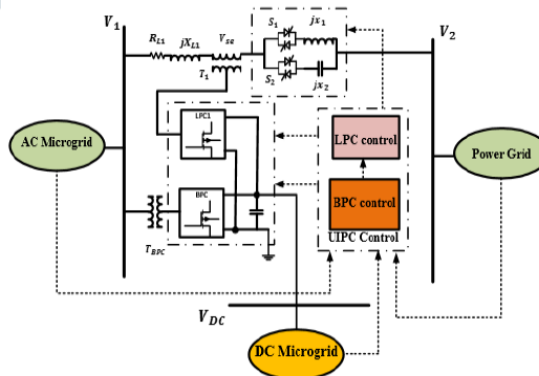 V1
V2
RL1
jXL1
Vse
T1
S1
jx1
S2
jx2
LPC1
LPC control
AC Microgrid
Power Grid
BPC
BPC control
UIPC Control
TBPC
VDC
DC Microgrid